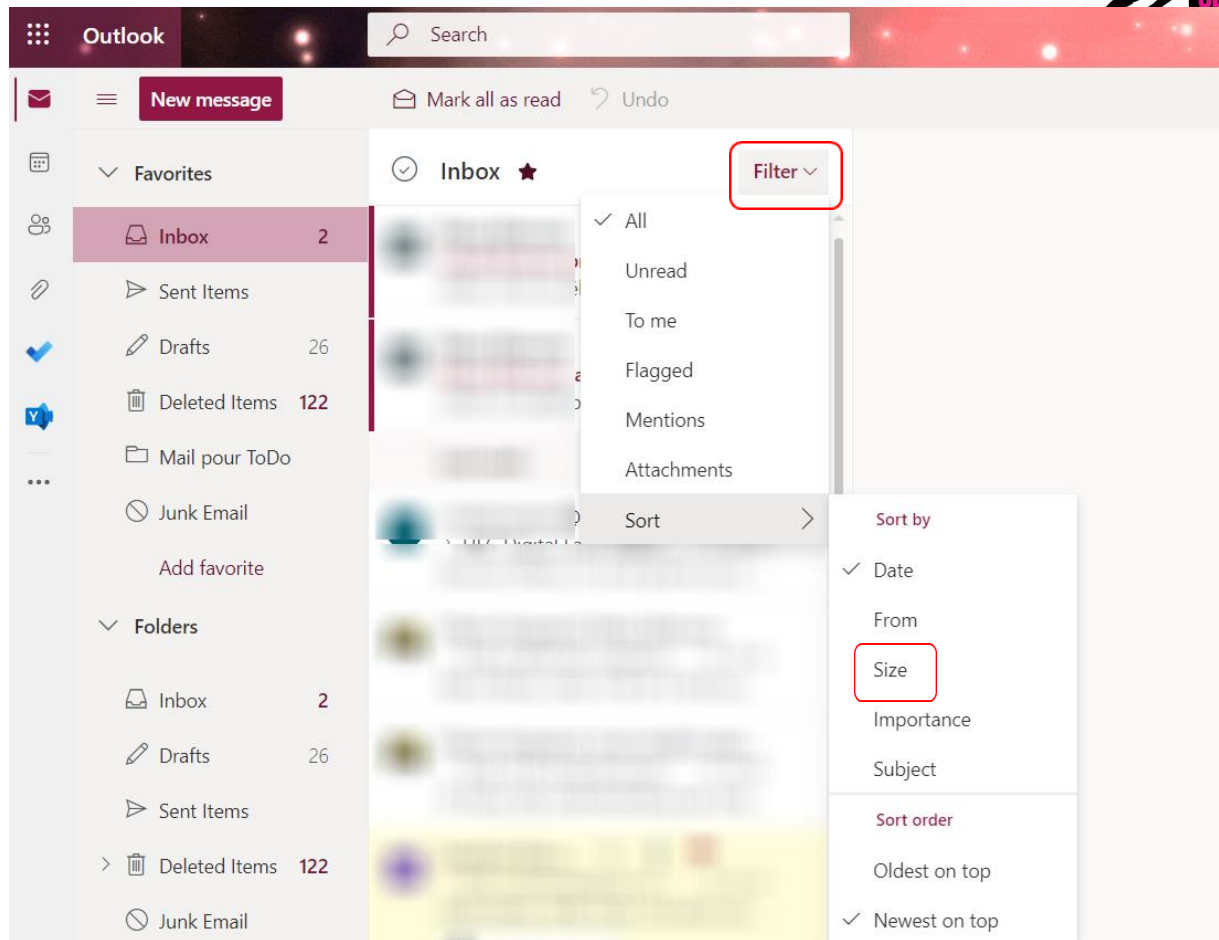 Outlook
Search
New message
Mark all as read
Undo
Favorites
Inbox 2
Sent Items
Drafts 26
Deleted Items 122
Mail pour ToDo
Junk Email
Add favorite
Folders
Inbox 2
Drafts 26
Sent Items
Deleted Items 122
Junk Email
Inbox
Filter
All
Unread
To me
Flagged
Mentions
Attachments
Sort
Sort by
Date
From
Size
Importance
Subject
Sort order
Oldest on top
Newest on top